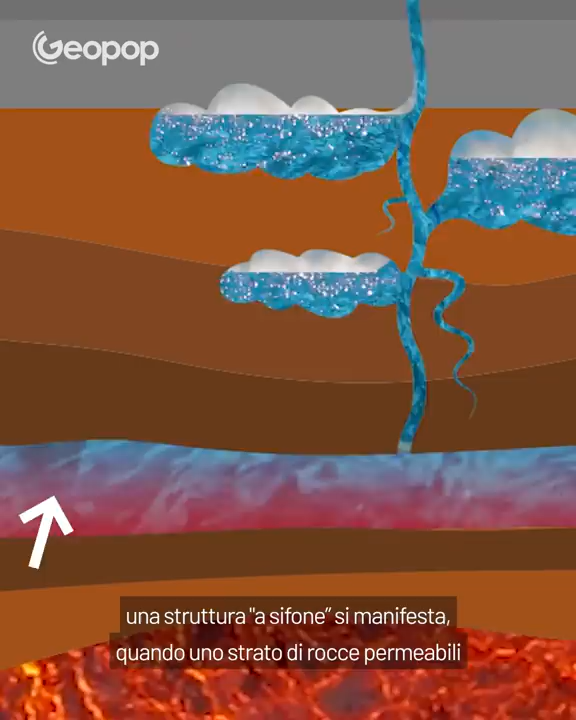 Geopop
una struttura "a sifone” si manifesta,
quando uno strato di rocce permeabili